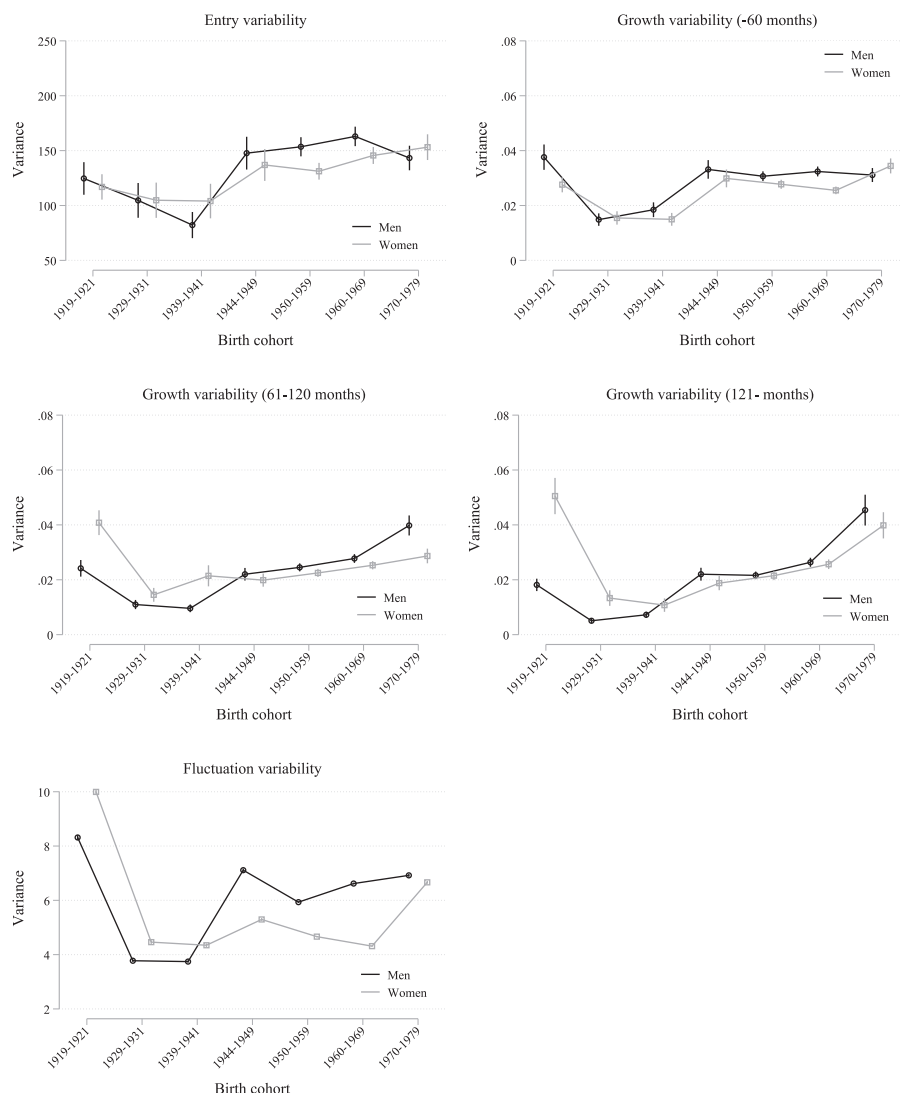 Entry variability
250
200
150
100
50
Variance
Men
Women
1919-1921
1929-1931
1939-1941
1944-1949
1950-1959
1960-1969
1970-1979
Birth cohort
Growth variability (-60 months)
.08
.06
.04
.02
0
Variance
Men
Women
1919-1921
1929-1931
1939-1941
1944-1949
1950-1959
1960-1969
1970-1979
Birth cohort
Growth variability (61-120 months)
.08
.06
.04
.02
0
Variance
Men
Women
1919-1921
1929-1931
1939-1941
1944-1949
1950-1959
1960-1969
1970-1979
Birth cohort
Growth variability (121- months)
.08
.06
.04
.02
0
Variance
Men
Women
1919-1921
1929-1931
1939-1941
1944-1949
1950-1959
1960-1969
1970-1979
Birth cohort
Fluctuation variability
10
8
6
4
2
Variance
Men
Women
1919-1921
1929-1931
1939-1941
1944-1949
1950-1959
1960-1969
1970-1979
Birth cohort